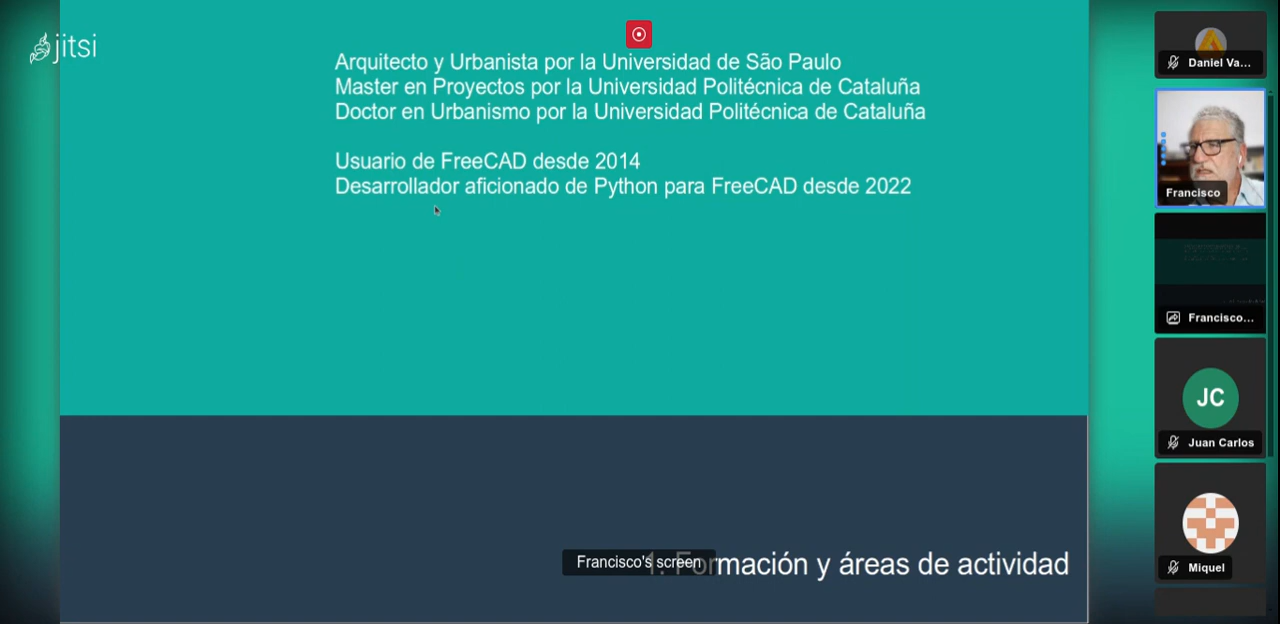 jitsi
Arquitecto y Urbanista por la Universidad de São Paulo
Master en Proyectos por la Universidad Politécnica de Cataluña
Doctor en Urbanismo por la Universidad Politécnica de Cataluña
Usuario de FreeCAD desde 2014
Desarrollador aficionado de Python para FreeCAD desde 2022
Francisco's screen
1. Formación y áreas de actividad
Daniel Va...
Francisco
Francisco...
JC
Juan Carlos
Miquel